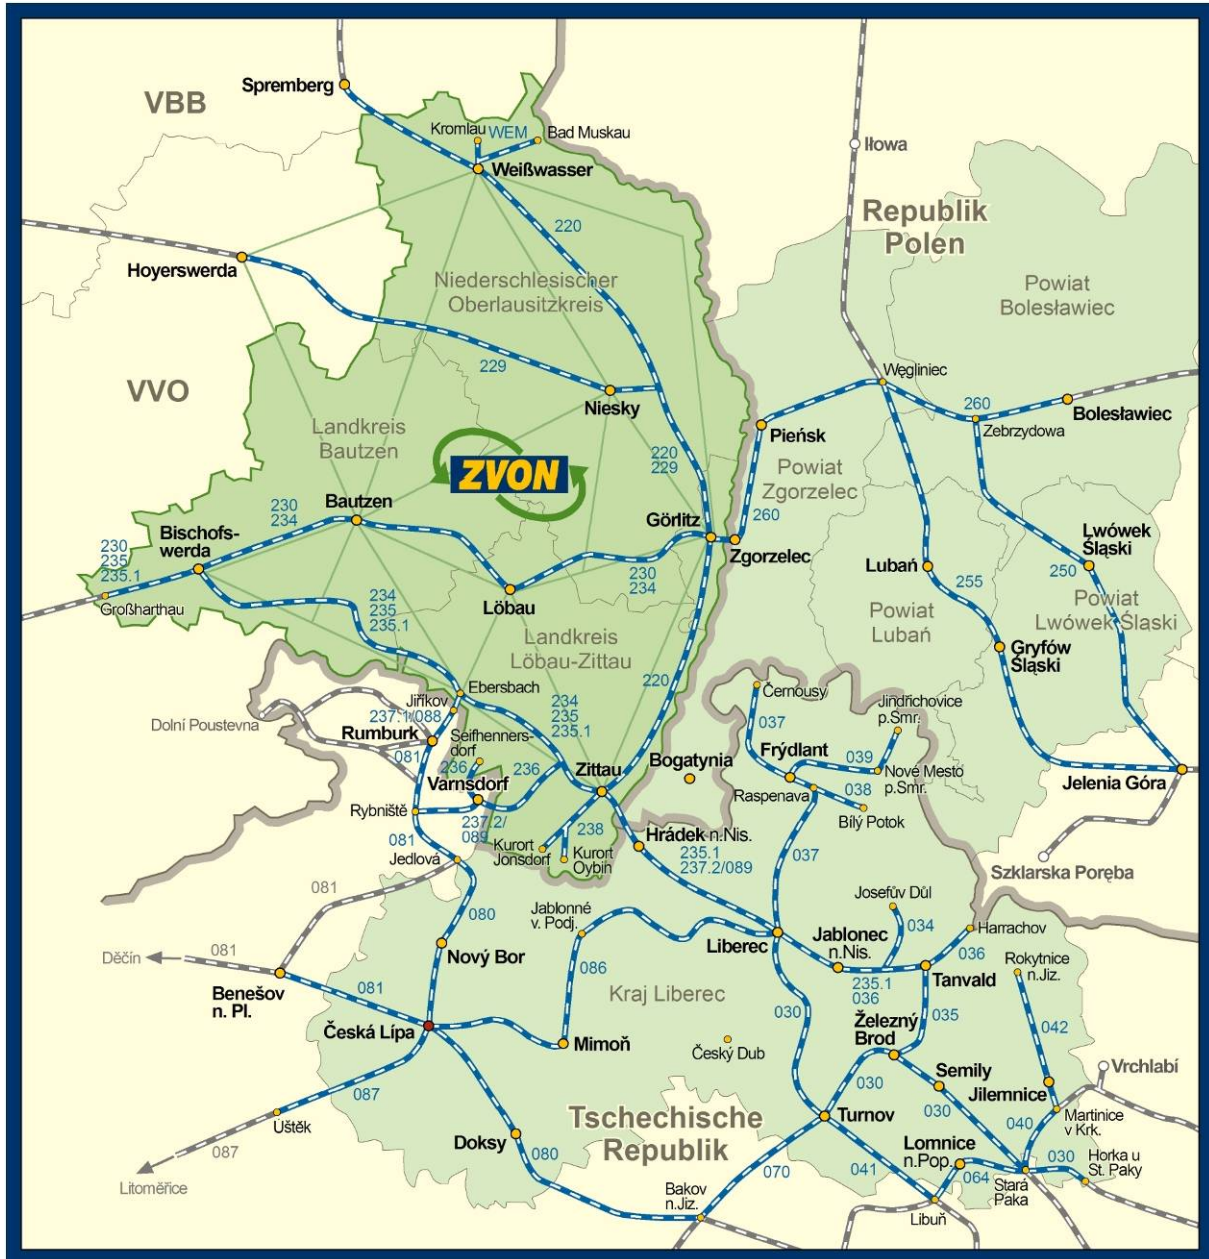 Spremberg
VBB
Kromlau
WEM
Bad Muskau
Weißwasser
Iłowa
220
Republik
Polen
Hoyerswerda
Niederschlesischer
Oberlausitzkreis
Powiat
Bolesławiec
229
VVO
Niesky
Węgliniec
260
Bolesławiec
Zebrzydowa
Landkreis
Bautzen
Pieńsk
220
229
Powiat
Zgorzelec
ZVON
Bautzen
230
234
Görlitz
260
Zgorzelec
Bischofs-
werda
Lwówek
Śląski
230
235
235.1
Großharthau
230
234
Löbau
Lubań
255
250
234
235
235.1
Powiat
Lubań
Powiat
Lwówek Śląski
Landkreis
Löbau-Zittau
Gryfów
Śląski
220
Ebersbach
Jiříkov
Černousy
Jindřichovice
p.Smr.
234
235
235.1
Dolní Poustevna
237.1/088
Rumburk
Seifhenners-
dorf
037
Frýdlant
039
081
236
236
Varnsdorf
Zittau
Bogatynia
Nové Mesto
p.Smr.
Jelenia Góra
Raspenava
038
Bílý Potok
Rybniště
237.2/
089
081
238
Hrádek n.Nis.
235.1
237.2/089
Kurort
Jonsdorf
Kurort
Oybin
Jedlová
037
Szklarska Poręba
081
080
Jablonné
v. Podj.
Josefův Důl
Liberec
Jablonec
n.Nis.
034
Harrachov
036
081
Děčín
Nový Bor
086
Tanvald
Rokytnice
n.Jiz.
Benešov
n. Pl.
081
Kraj Liberec
030
235.1
036
035
Česká Lípa
Mimoň
Český Dub
Železný
Brod
042
087
Semily
030
030
Jilemnice
Vrchlabí
Úštěk
Tschechische
Republik
Turnov
040
Martinice
v Krk.
Doksy
080
087
Litoměřice
070
041
Lomnice
n.Pop.
064
Stará
Paka
030
Horka u
St. Paky
Bakov
n.Jiz.
Libuň